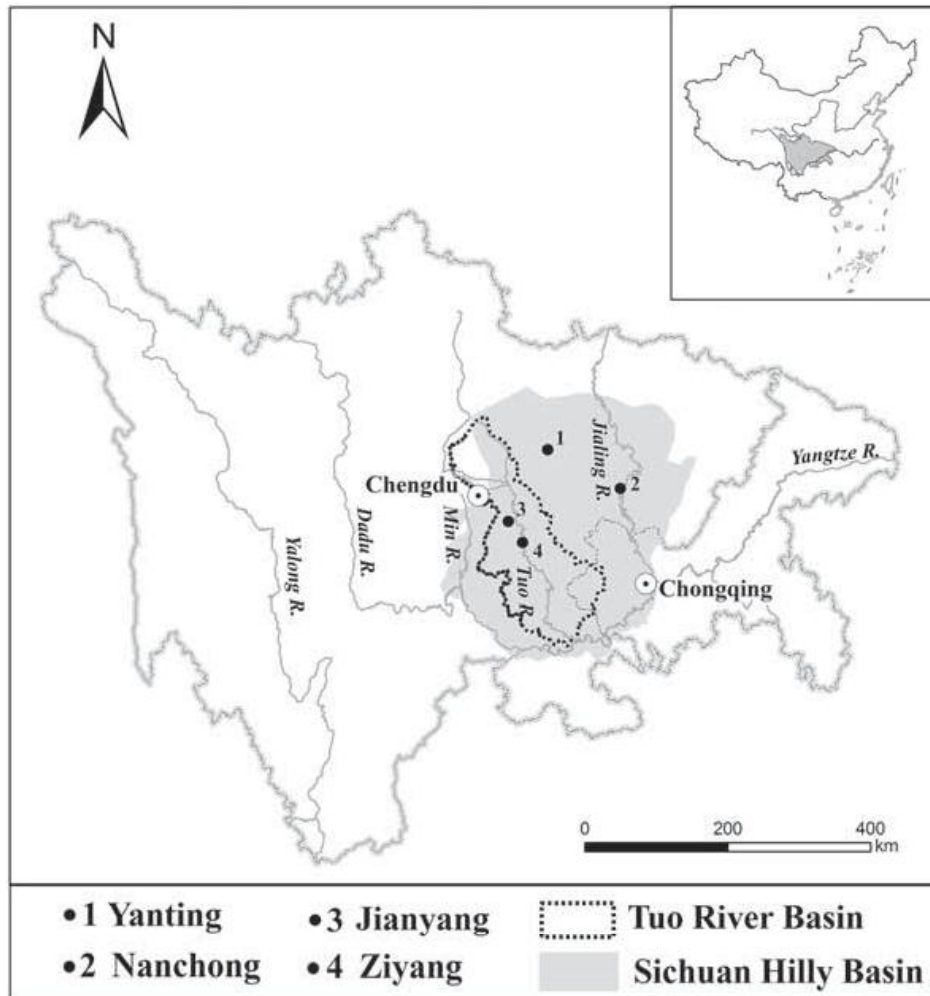 N
1
Jialing R.
Yangtze R.
2
Chengdu
3
Min R.
Dadu R.
4
Yalong R.
Tuo R.
Chongqing
0 200 400
km
1 Yanting
3 Jianyang
Tuo River Basin
2 Nanchong
4 Ziyang
Sichuan Hilly Basin